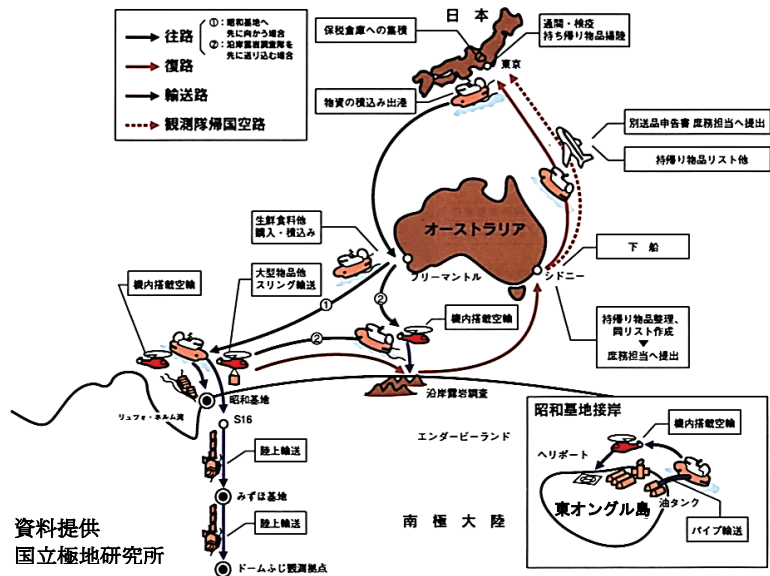 往路
①：昭和基地へ
先に向かう場合
②：沿岸露岩調査隊を
先に送り込む場合
復路
輸送路
観測隊帰国空路
日本
保税倉庫への集積
通関・検疫
持ち帰り物品揚陸
東京
物資の積込み出港
別送品申告書 庶務担当へ提出
持帰り物品リスト他
オーストラリア
生鮮食料他
購入・積込み
フリーマントル
シドニー
下船
大型物品他
スリング輸送
機内搭載空輸
①
②
機内搭載空輸
②
持帰り物品整理、
同リスト作成
▼
庶務担当へ提出
昭和基地
リュツォ・ホルム湾
S16
沿岸露岩調査
エンダービーランド
陸上輸送
みずほ基地
陸上輸送
ドームふじ観測拠点
南極大陸
昭和基地接岸
機内搭載空輸
ヘリポート
東オングル島
油タンク
パイプ輸送
資料提供
国立極地研究所